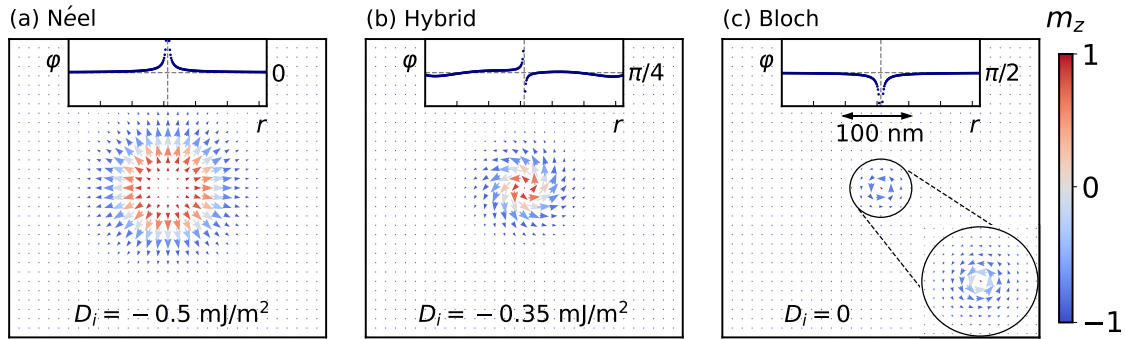 (a) Néel
(b) Hybrid
(c) Bloch
m_z
φ
0
r
D_i = −0.5 mJ/m²
φ
π/4
r
D_i = −0.35 mJ/m²
φ
π/2
r
100 nm
D_i = 0
1
0
−1